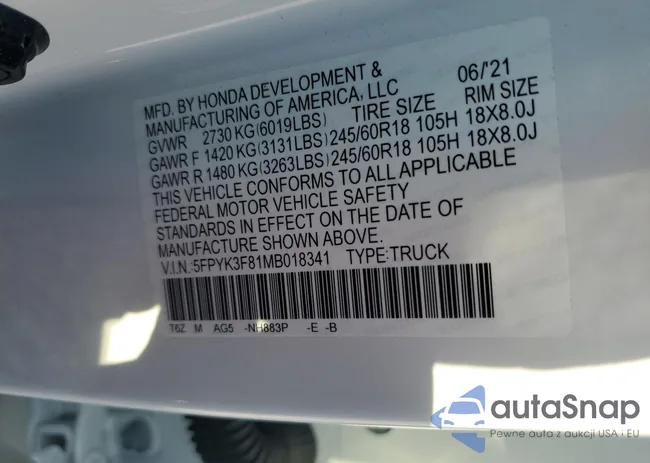 MFD. BY HONDA DEVELOPMENT & 06/'21
MANUFACTURING OF AMERICA, LLC
GVWR 2730 KG(6019LBS) TIRE SIZE RIM SIZE
GAWR F 1420 KG(3131LBS) 245/60R18 105H 18X8.0J
GAWR R 1480 KG(3263LBS) 245/60R18 105H 18X8.0J
THIS VEHICLE CONFORMS TO ALL APPLICABLE
FEDERAL MOTOR VEHICLE SAFETY
STANDARDS IN EFFECT ON THE DATE OF
MANUFACTURE SHOWN ABOVE.
V.I.N.:5FPYK3F81MB018341 TYPE:TRUCK
T6Z M AG5 -NH883P -E -B
autoSnap
Pewne auta z aukcji USA i EU